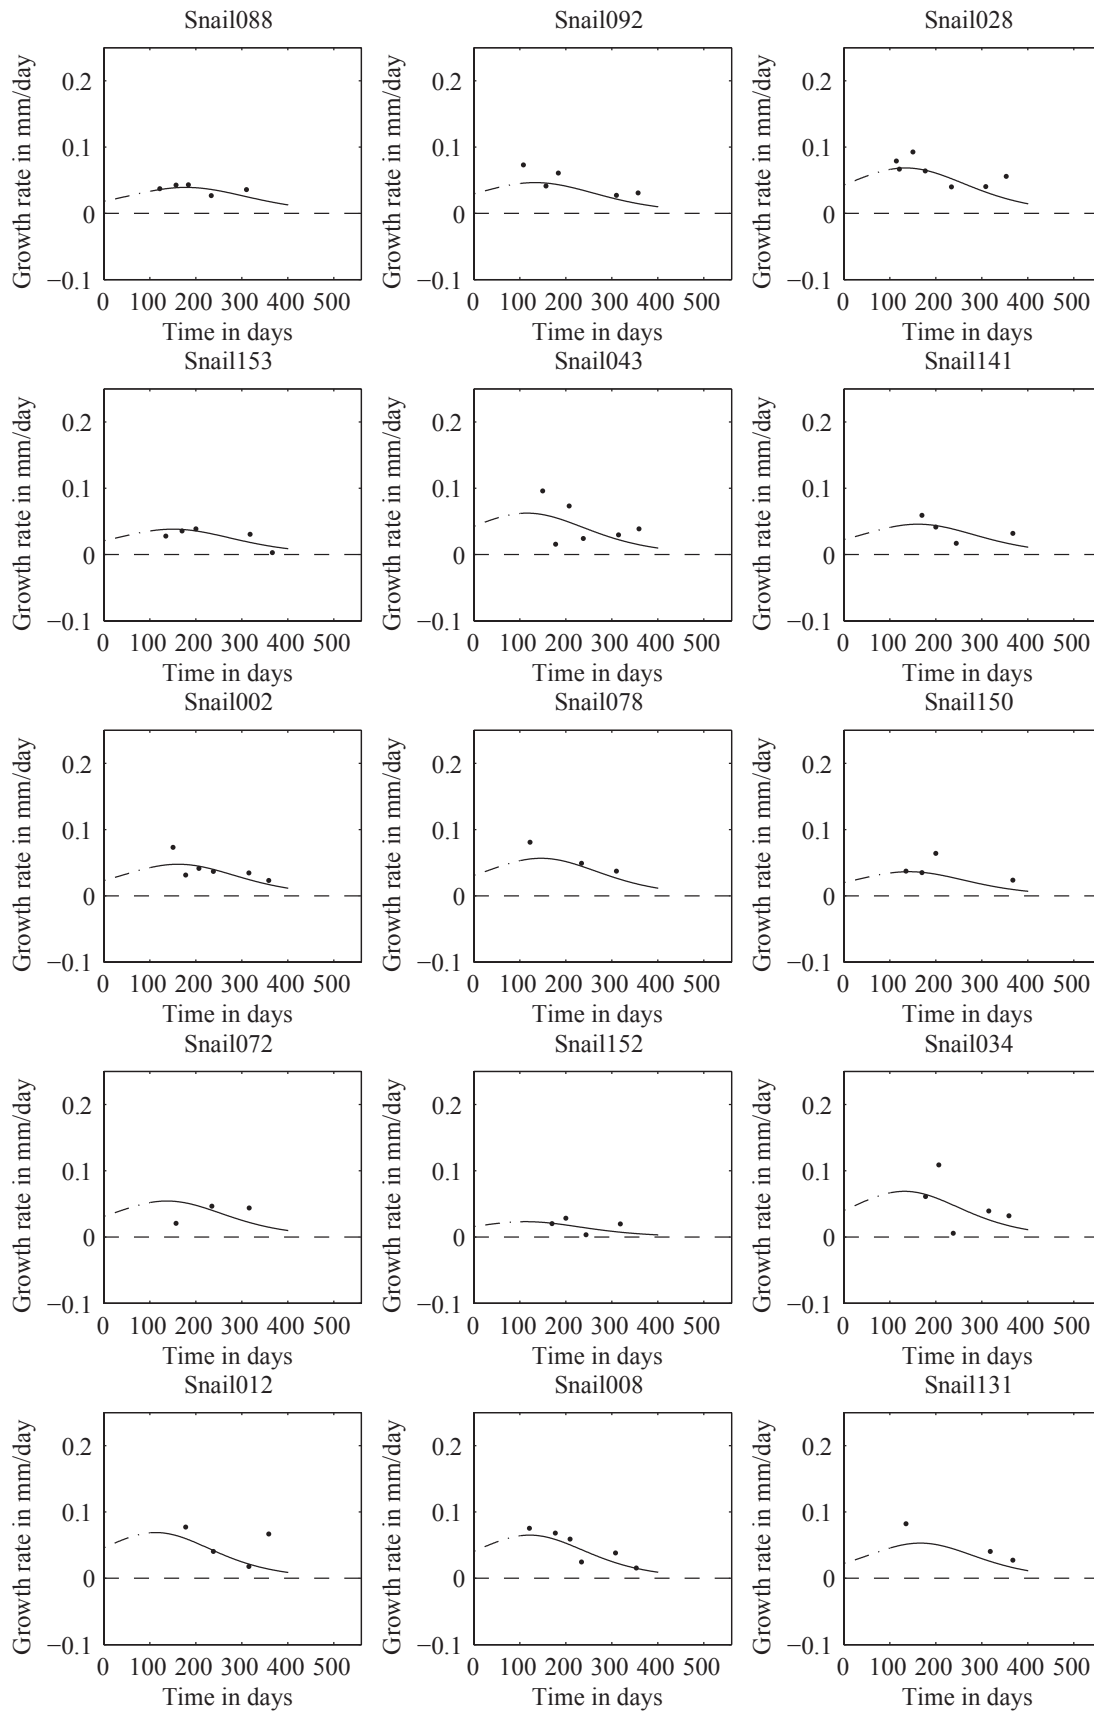 Snail088 Snail092 Snail028
Growth rate in mm/day Growth rate in mm/day Growth rate in mm/day
0.2 0.2 0.2
0.1 0.1 0.1
0 0 0
−0.1 −0.1 −0.1
0 100 200 300 400 500 0 100 200 300 400 500 0 100 200 300 400 500
Time in days Time in days Time in days
Snail153 Snail043 Snail141
Growth rate in mm/day Growth rate in mm/day Growth rate in mm/day
0.2 0.2 0.2
0.1 0.1 0.1
0 0 0
−0.1 −0.1 −0.1
0 100 200 300 400 500 0 100 200 300 400 500 0 100 200 300 400 500
Time in days Time in days Time in days
Snail002 Snail078 Snail150
Growth rate in mm/day Growth rate in mm/day Growth rate in mm/day
0.2 0.2 0.2
0.1 0.1 0.1
0 0 0
−0.1 −0.1 −0.1
0 100 200 300 400 500 0 100 200 300 400 500 0 100 200 300 400 500
Time in days Time in days Time in days
Snail072 Snail152 Snail034
Growth rate in mm/day Growth rate in mm/day Growth rate in mm/day
0.2 0.2 0.2
0.1 0.1 0.1
0 0 0
−0.1 −0.1 −0.1
0 100 200 300 400 500 0 100 200 300 400 500 0 100 200 300 400 500
Time in days Time in days Time in days
Snail012 Snail008 Snail131
Growth rate in mm/day Growth rate in mm/day Growth rate in mm/day
0.2 0.2 0.2
0.1 0.1 0.1
0 0 0
−0.1 −0.1 −0.1
0 100 200 300 400 500 0 100 200 300 400 500 0 100 200 300 400 500
Time in days Time in days Time in days